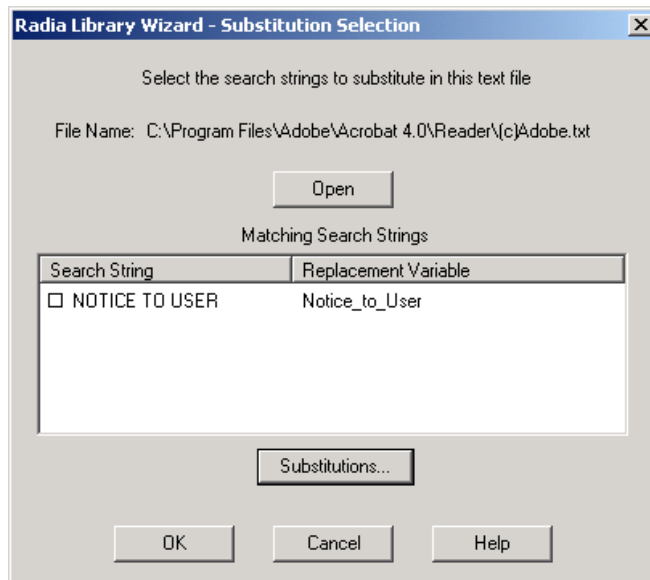 Radia Library Wizard - Substitution Selection
Select the search strings to substitute in this text file
File Name: C:\Program Files\Adobe\Acrobat 4.0\Reader\(c)Adobe.txt
Open
Matching Search Strings
Search String Replacement Variable
NOTICE TO USER Notice_to_User
Substitutions...
OK Cancel Help